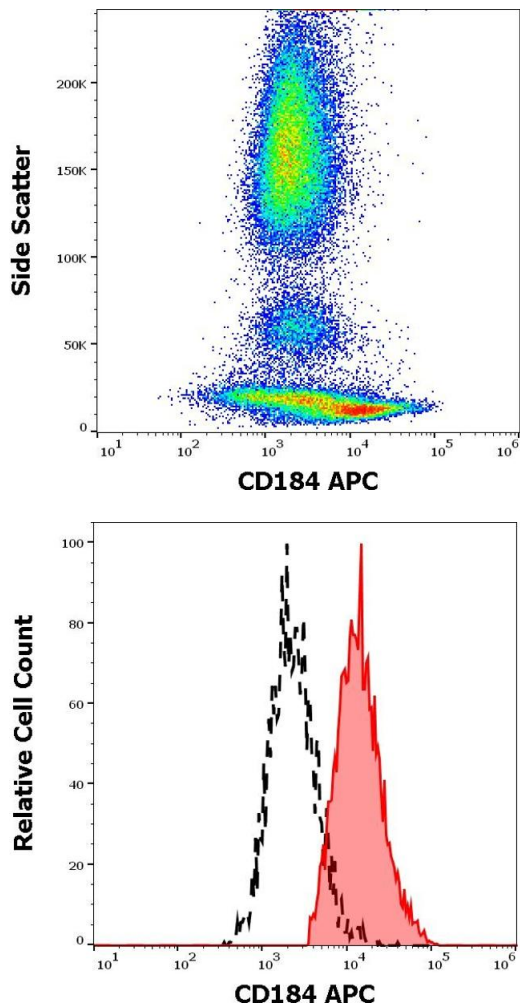 Side Scatter
200K
150K
100K
50K
0
10¹ 10² 10³ 10⁴ 10⁵ 10⁶
CD184 APC
Relative Cell Count
100
80
60
40
20
0
10¹ 10² 10³ 10⁴ 10⁵ 10⁶
CD184 APC